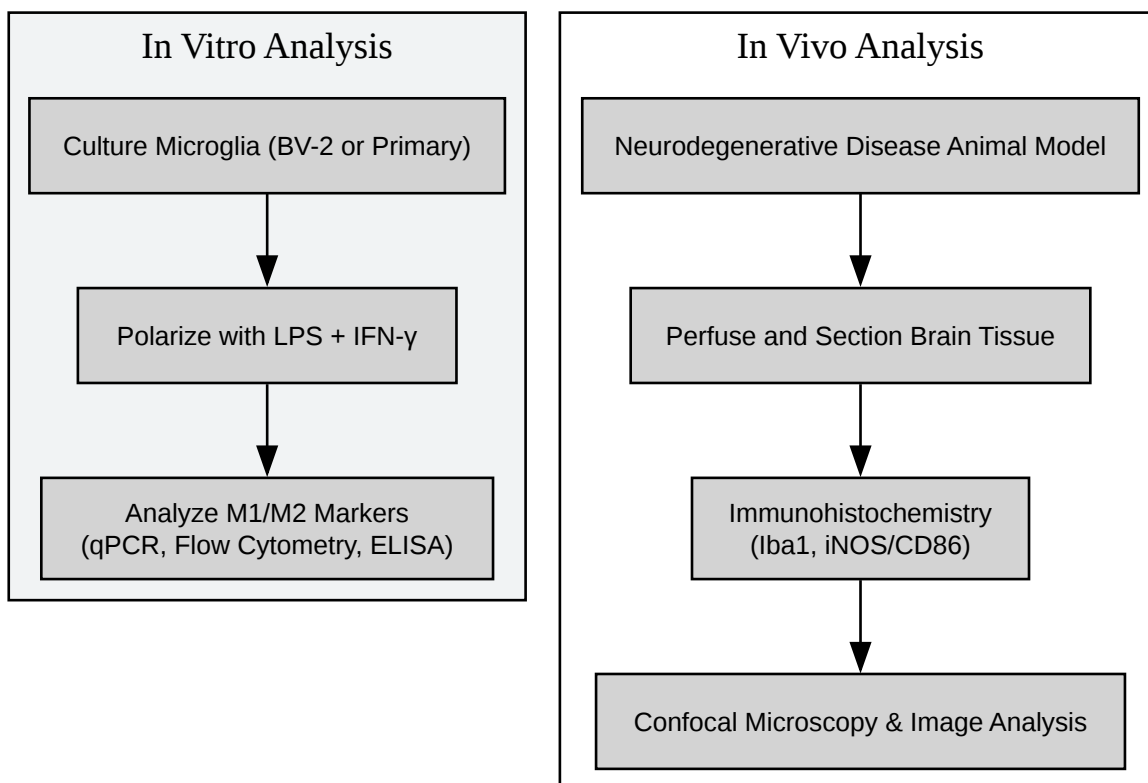 In Vitro Analysis
Culture Microglia (BV-2 or Primary)
Polarize with LPS + IFN-γ
Analyze M1/M2 Markers
(qPCR, Flow Cytometry, ELISA)
In Vivo Analysis
Neurodegenerative Disease Animal Model
Perfuse and Section Brain Tissue
Immunohistochemistry
(Iba1, iNOS/CD86)
Confocal Microscopy & Image Analysis